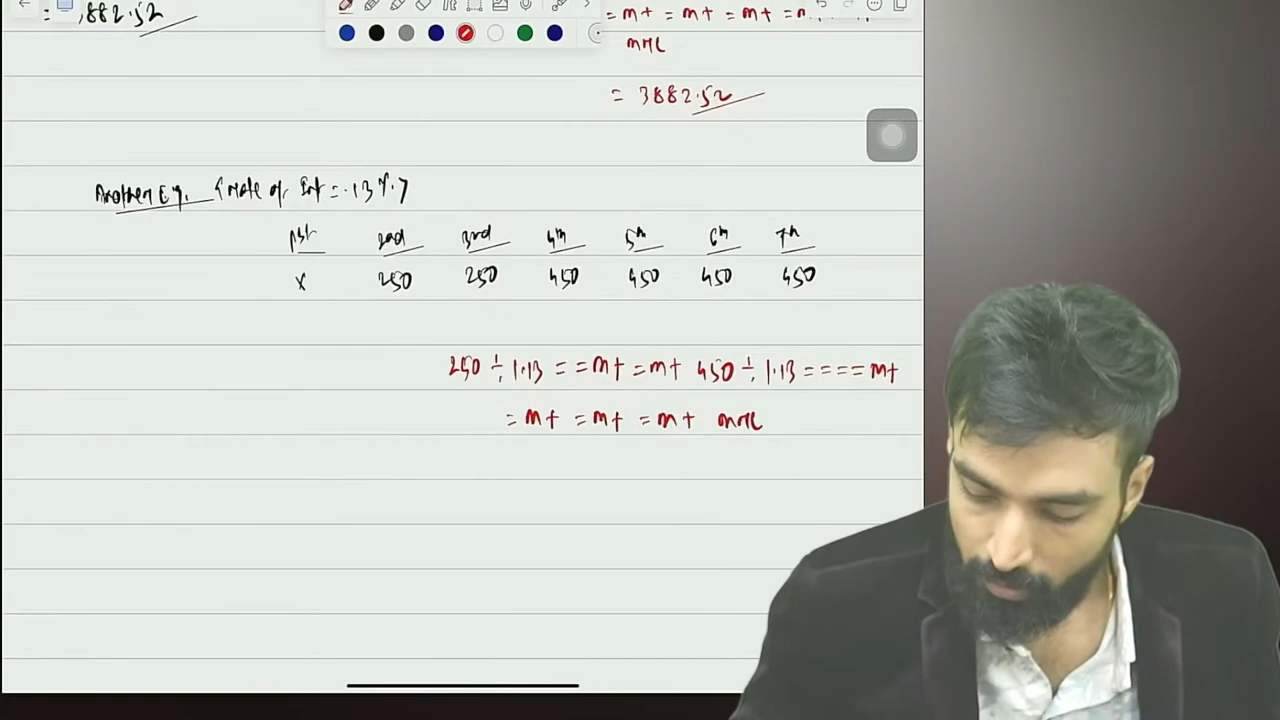 = ,882.52
= m+ = m+ = m+ =
mrc
= 3882.52
Another Eg. {Rate of Int = 13%}
1st 2nd 3rd 4th 5th 6th 7th
x 250 250 450 450 450 450
250 ÷ 1.13 = = m+ = m+ 450 ÷ 1.13 = = = = m+
= m+ = m+ = m+ mrc